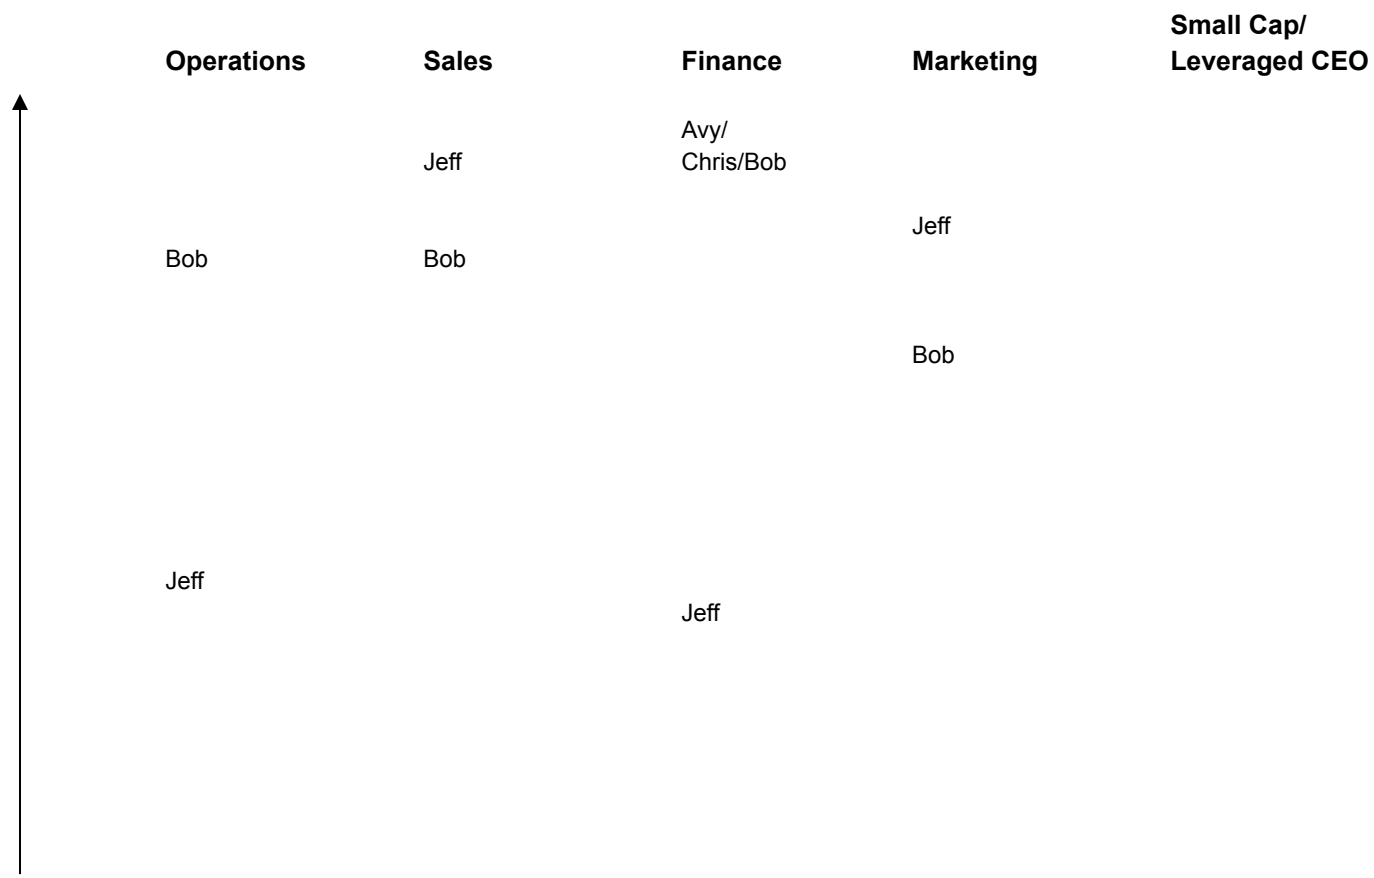 Small Cap/
Operations Sales Finance Marketing Leveraged CEO
Avy/
Jeff Chris/Bob
Jeff
Bob Bob
Bob
Jeff
Jeff